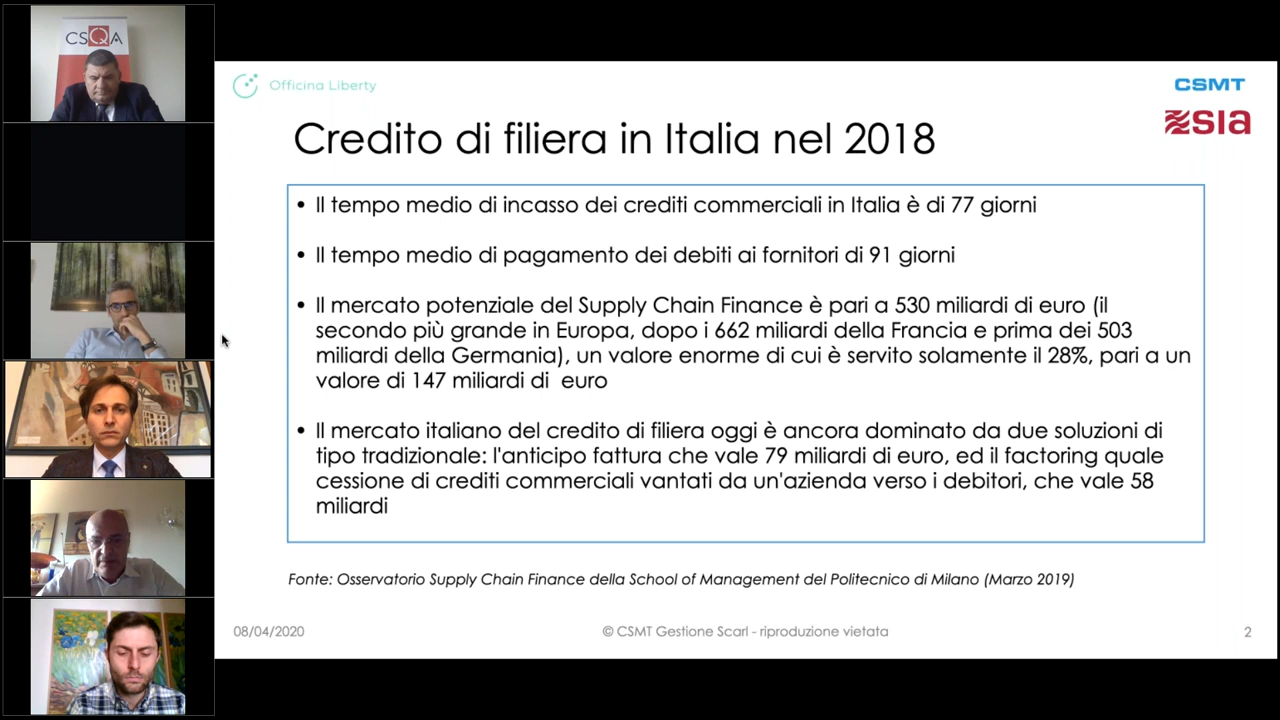 CSQA
Officina Liberty
CSMT
sia
Credito di filiera in Italia nel 2018
• Il tempo medio di incasso dei crediti commerciali in Italia è di 77 giorni
• Il tempo medio di pagamento dei debiti ai fornitori di 91 giorni
• Il mercato potenziale del Supply Chain Finance è pari a 530 miliardi di euro (il
secondo più grande in Europa, dopo i 662 miliardi della Francia e prima dei 503
miliardi della Germania), un valore enorme di cui è servito solamente il 28%, pari a un
valore di 147 miliardi di euro
• Il mercato italiano del credito di filiera oggi è ancora dominato da due soluzioni di
tipo tradizionale: l'anticipo fattura che vale 79 miliardi di euro, ed il factoring quale
cessione di crediti commerciali vantati da un'azienda verso i debitori, che vale 58
miliardi
Fonte: Osservatorio Supply Chain Finance della School of Management del Politecnico di Milano (Marzo 2019)
08/04/2020
© CSMT Gestione Scarl - riproduzione vietata
2